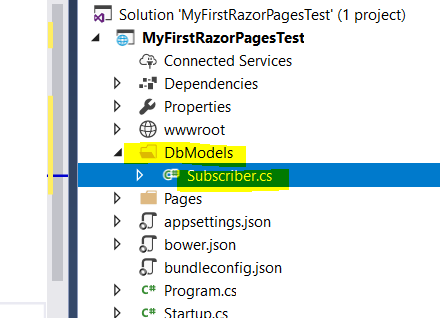 Solution 'MyFirstRazorPagesTest' (1 project)
MyFirstRazorPagesTest
Connected Services
Dependencies
Properties
wwwroot
DbModels
C# Subscriber.cs
Pages
appsettings.json
bower.json
bundleconfig.json
C# Program.cs
C# Startup.cs